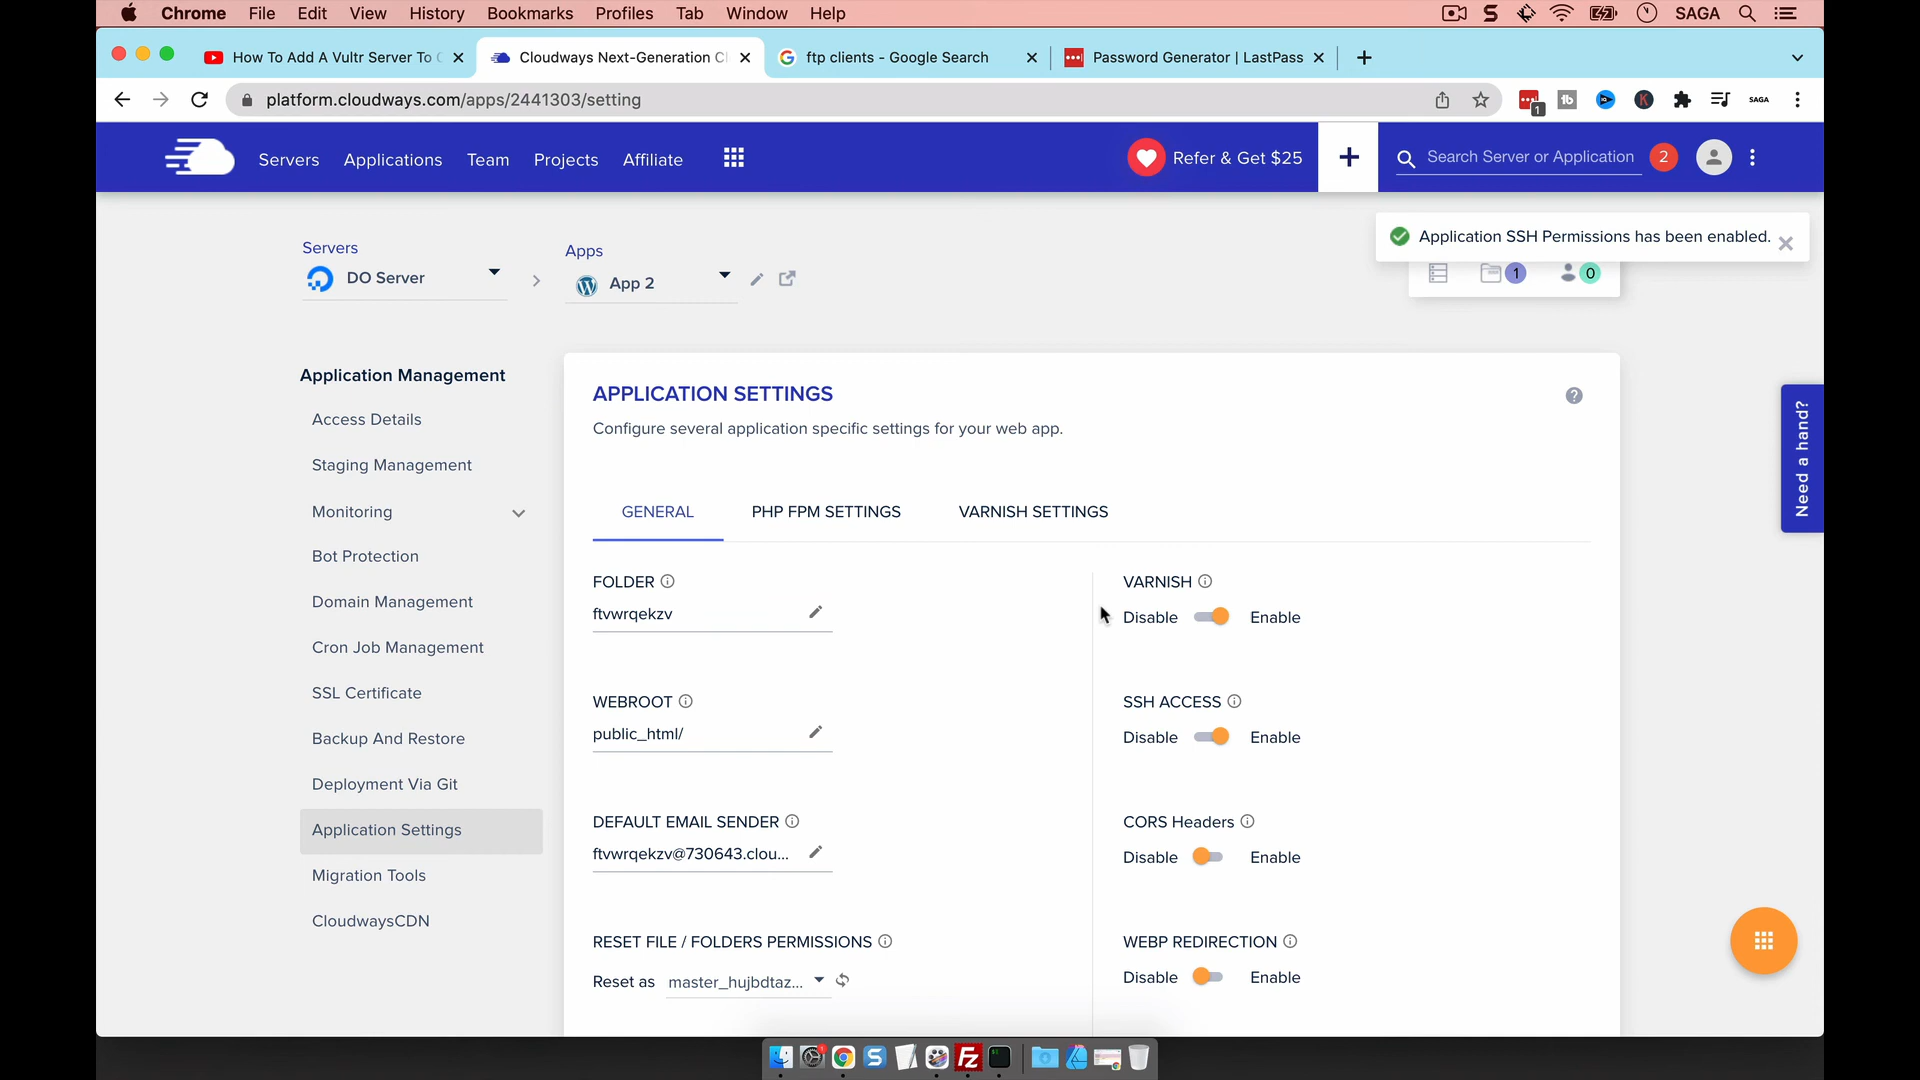 Chrome File Edit View History Bookmarks Profiles Tab Window Help SAGA
How To Add A Vultr Server To C
Cloudways Next-Generation Cl
ftp clients - Google Search
Password Generator | LastPass
platform.cloudways.com/apps/2441303/setting
1
SAGA
Servers Applications Team Projects Affiliate
Refer & Get $25
Search Server or Application
2
Application SSH Permissions has been enabled.
Servers
DO Server
Apps
App 2
1
0
Need a hand?
Application Management
Access Details
Staging Management
Monitoring
Bot Protection
Domain Management
Cron Job Management
SSL Certificate
Backup And Restore
Deployment Via Git
Application Settings
Migration Tools
CloudwaysCDN
APPLICATION SETTINGS
Configure several application specific settings for your web app.
GENERAL PHP FPM SETTINGS VARNISH SETTINGS
FOLDER
ftvwrqekzv
WEBROOT
public_html/
DEFAULT EMAIL SENDER
ftvwrqekzv@730643.clou...
RESET FILE / FOLDERS PERMISSIONS
Reset as master_hujbdtaz...
VARNISH
Disable Enable
SSH ACCESS
Disable Enable
CORS Headers
Disable Enable
WEBP REDIRECTION
Disable Enable